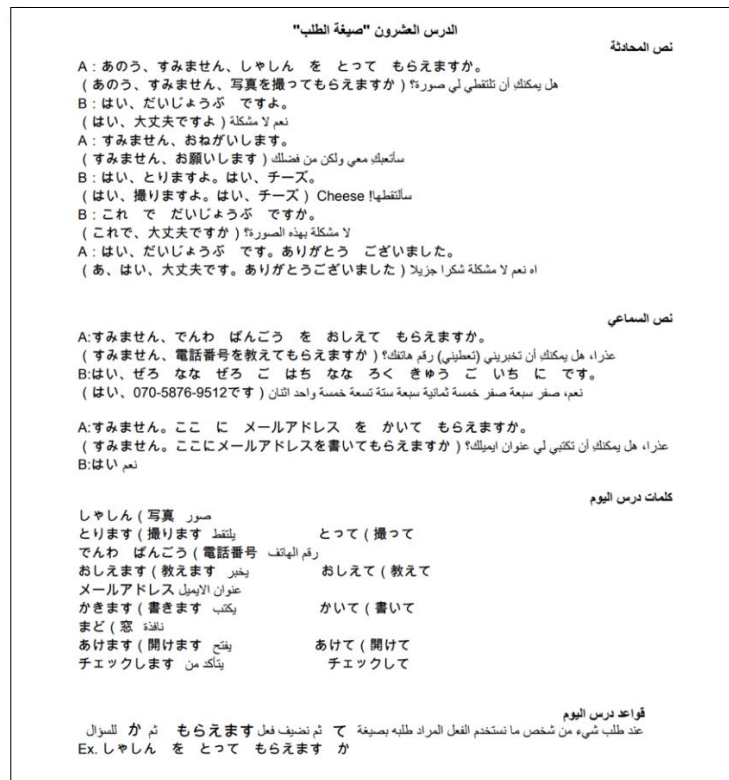 الدرس العشرون "صيغة الطلب"
نص المحادثة
A : あのう、すみません、しゃしん を とって もらえますか。
( あのう、すみません、写真を撮ってもらえますか ) هل يمكنكِ أن تلتقطي لي صورة؟
B : はい、だいじょうぶ ですよ。
( はい、大丈夫ですよ ) نعم لا مشكلة
A : すみません、おねがいします。
( すみません、お願いします ) سأتعبكِ معي ولكن من فضلك
B : はい、とりますよ。はい、チーズ。
( はい、撮りますよ。はい、チーズ ) Cheese !سألتقطها
B : これ で だいじょうぶ ですか。
( これで、大丈夫ですか ) لا مشكلة بهذه الصورة؟
A : はい、だいじょうぶ です。ありがとう ございました。
( あ、はい、大丈夫です。ありがとうございました ) اه نعم لا مشكلة شكرا جزيلا
نص السماعي
A:すみません、でんわ ばんごう を おしえて もらえますか。
( すみません、電話番号を教えてもらえますか ) عذرا، هل يمكنكِ أن تخبريني (تعطيني) رقم هاتفك؟
B:はい、ぜろ なな ぜろ ご はち なな ろく きゅう ご いち に です。
( はい、070-5876-9512です ) نعم، صفر سبعة صفر خمسة ثمانية سبعة ستة تسعة خمسة واحد اثنان
A:すみません。ここ に メールアドレス を かいて もらえますか。
( すみません。ここにメールアドレスを書いてもらえますか ) عذرا، هل يمكنكِ أن تكتبي لي عنوان ايميلك؟
B:はい نعم
كلمات درس اليوم
しゃしん ( 写真 صور
とります ( 撮ります يلتقط とって ( 撮って
でんわ ばんごう ( 電話番号 رقم الهاتف
おしえます ( 教えます يخبر おしえて ( 教えて
メールアドレス عنوان الايميل
かきます ( 書きます يكتب かいて ( 書いて
まど ( 窓 نافذة
あけます ( 開けます يفتح あけて ( 開けて
チェックします يتأكد من チェックして
قواعد درس اليوم
عند طلب شيء من شخص ما نستخدم الفعل المراد طلبه بصيغة て ثم نضيف فعل もらえます ثم か للسؤال
Ex. しゃしん を とって もらえます か